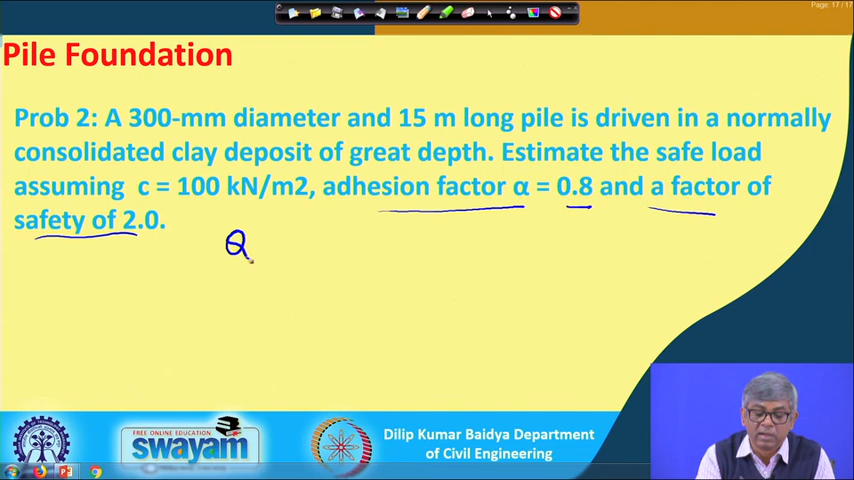 Page: 17 / 17
Pile Foundation
Prob 2: A 300-mm diameter and 15 m long pile is driven in a normally
consolidated clay deposit of great depth. Estimate the safe load
assuming c = 100 kN/m2, adhesion factor α = 0.8 and a factor of
safety of 2.0.
Q
FREE ONLINE EDUCATION
swayam
Dilip Kumar Baidya Department
of Civil Engineering